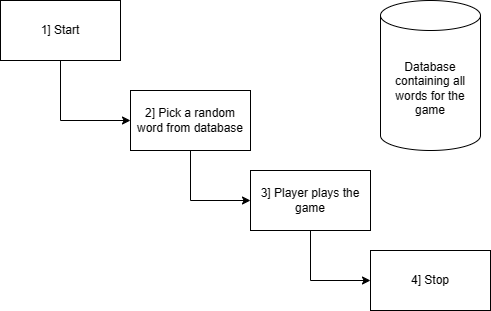 1] Start
Database
containing all
words for the
game
2] Pick a random
word from database
3] Player plays the
game
4] Stop